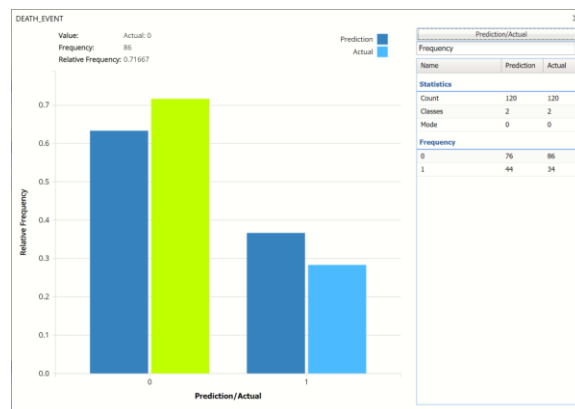 DEATH_EVENT
Value: Actual: 0
Frequency: 86
Relative Frequency: 0.71667
Prediction
Actual
Relative Frequency
0.7
0.6
0.5
0.4
0.3
0.2
0.1
0.0
0 1
Prediction/Actual
Prediction/Actual
Frequency
Name Prediction Actual
Statistics
Count 120 120
Classes 2 2
Mode 0 0
Frequency
0 76 86
1 44 34